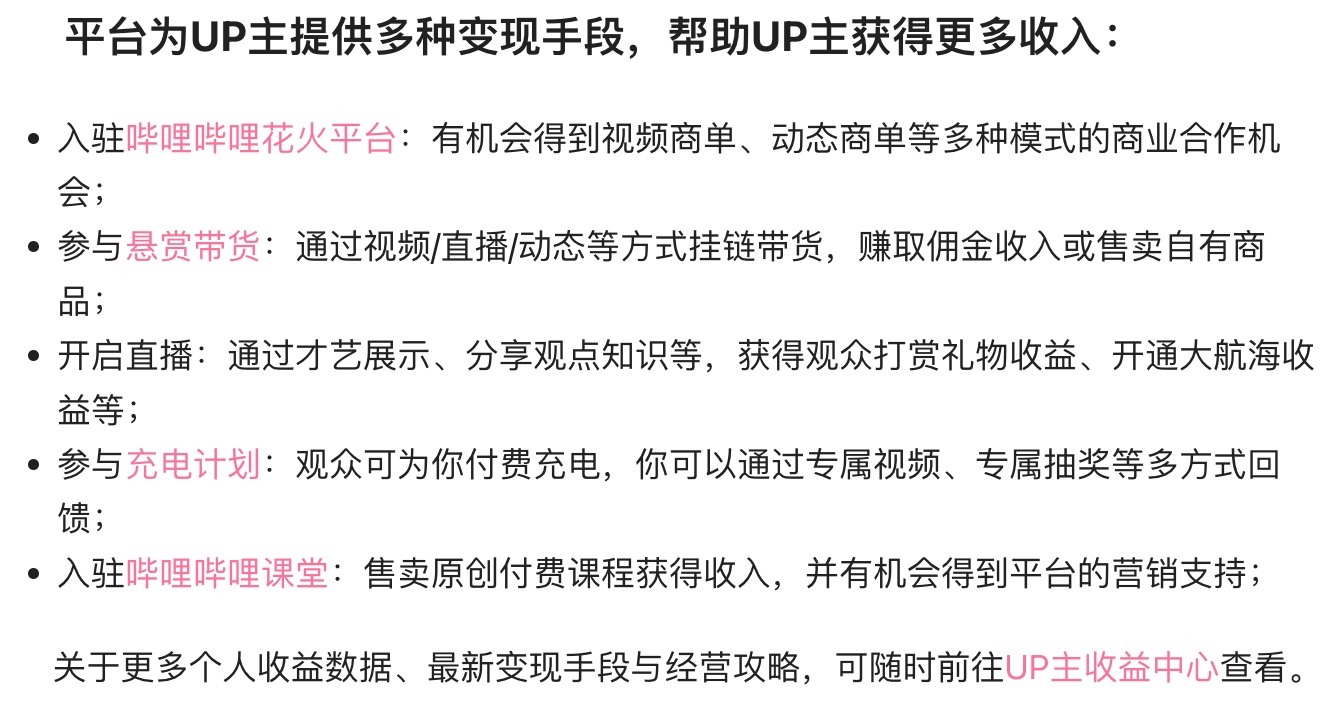 平台为UP主提供多种变现手段，帮助UP主获得更多收入：
• 入驻哔哩哔哩花火平台：有机会得到视频商单、动态商单等多种模式的商业合作机
会；
• 参与悬赏带货：通过视频/直播/动态等方式挂链带货，赚取佣金收入或售卖自有商
品；
• 开启直播：通过才艺展示、分享观点知识等，获得观众打赏礼物收益、开通大航海收
益等；
• 参与充电计划：观众可为你付费充电，你可以通过专属视频、专属抽奖等多方式回
馈；
• 入驻哔哩哔哩课堂：售卖原创付费课程获得收入，并有机会得到平台的营销支持；
关于更多个人收益数据、最新变现手段与经营攻略，可随时前往UP主收益中心查看。